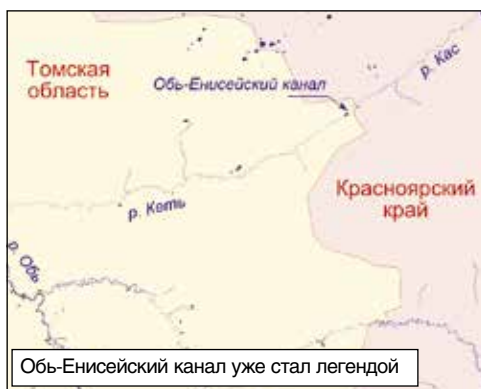 р. Кас
Томская
область
Обь-Енисейский канал
Красноярский
край
р. Кеть
р. Обь
Обь-Енисейский канал уже стал легендой